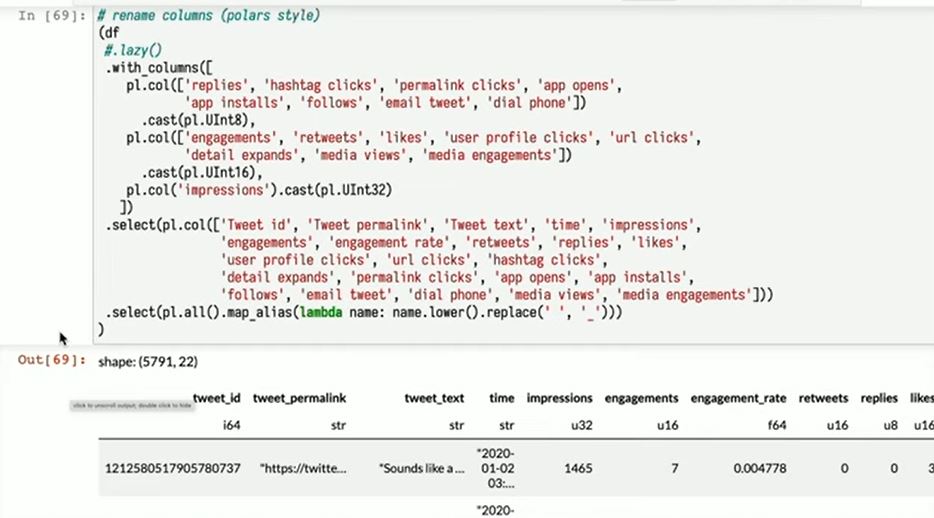 In [69]: # rename columns (polars style)
(df
#.lazy()
.with_columns([
pl.col(['replies', 'hashtag clicks', 'permalink clicks', 'app opens',
'app installs', 'follows', 'email tweet', 'dial phone'])
.cast(pl.UInt8),
pl.col(['engagements', 'retweets', 'likes', 'user profile clicks', 'url clicks',
'detail expands', 'media views', 'media engagements'])
.cast(pl.UInt16),
pl.col('impressions').cast(pl.UInt32)
])
.select(pl.col(['Tweet id', 'Tweet permalink', 'Tweet text', 'time', 'impressions',
'engagements', 'engagement rate', 'retweets', 'replies', 'likes',
'user profile clicks', 'url clicks', 'hashtag clicks',
'detail expands', 'permalink clicks', 'app opens', 'app installs',
'follows', 'email tweet', 'dial phone', 'media views', 'media engagements']))
.select(pl.all().map_alias(lambda name: name.lower().replace(' ', '_')))
)
Out[69]: shape: (5791, 22)
tweet_id tweet_permalink tweet_text time impressions engagements engagement_rate retweets replies likes
click to unscroll output; double click to hide
i64 str str str u32 u16 f64 u16 u8 u16
1212580517905780737 "https://twitte... "Sounds like a ... "2020-
01-02
03:... 1465 7 0.004778 0 0 3
"2020-